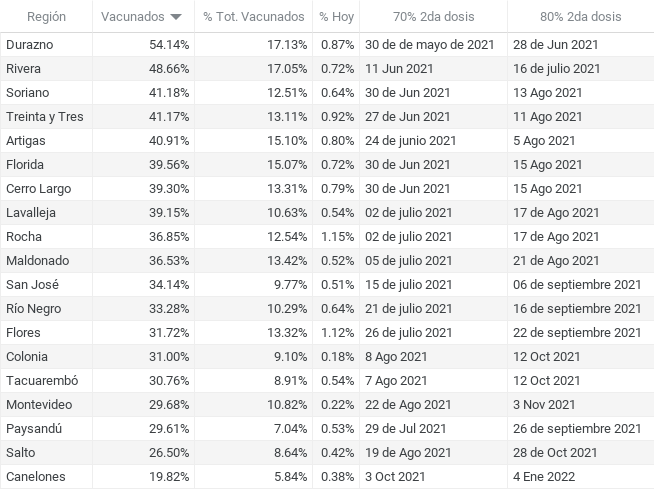 Región Vacunados % Tot. Vacunados % Hoy 70% 2da dosis 80% 2da dosis
Durazno 54.14% 17.13% 0.87% 30 de de mayo de 2021 28 de Jun 2021
Rivera 48.66% 17.05% 0.72% 11 Jun 2021 16 de julio 2021
Soriano 41.18% 12.51% 0.64% 30 de Jun 2021 13 Ago 2021
Treinta y Tres 41.17% 13.11% 0.92% 27 de Jun 2021 11 Ago 2021
Artigas 40.91% 15.10% 0.80% 24 de junio 2021 5 Ago 2021
Florida 39.56% 15.07% 0.72% 30 de Jun 2021 15 Ago 2021
Cerro Largo 39.30% 13.31% 0.79% 30 de Jun 2021 15 Ago 2021
Lavalleja 39.15% 10.63% 0.54% 02 de julio 2021 17 de Ago 2021
Rocha 36.85% 12.54% 1.15% 02 de julio 2021 17 de Ago 2021
Maldonado 36.53% 13.42% 0.52% 05 de julio 2021 21 de Ago 2021
San José 34.14% 9.77% 0.51% 15 de julio 2021 06 de septiembre 2021
Río Negro 33.28% 10.29% 0.64% 21 de julio 2021 16 de septiembre 2021
Flores 31.72% 13.32% 1.12% 26 de julio 2021 22 de septiembre 2021
Colonia 31.00% 9.10% 0.18% 8 Ago 2021 12 Oct 2021
Tacuarembó 30.76% 8.91% 0.54% 7 Ago 2021 12 Oct 2021
Montevideo 29.68% 10.82% 0.22% 22 de Ago 2021 3 Nov 2021
Paysandú 29.61% 7.04% 0.53% 29 de Jul 2021 26 de septiembre 2021
Salto 26.50% 8.64% 0.42% 19 de Ago 2021 28 de Oct 2021
Canelones 19.82% 5.84% 0.38% 3 Oct 2021 4 Ene 2022